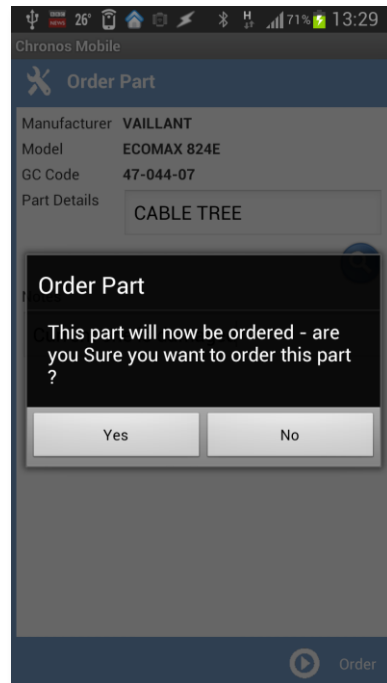 26° 71% 13:29
Chronos Mobile
Order Part
Manufacturer VAILLANT
Model ECOMAX 824E
GC Code 47-044-07
Part Details CABLE TREE
Order Part
This part will now be ordered - are
you Sure you want to order this part
?
Yes No
Order